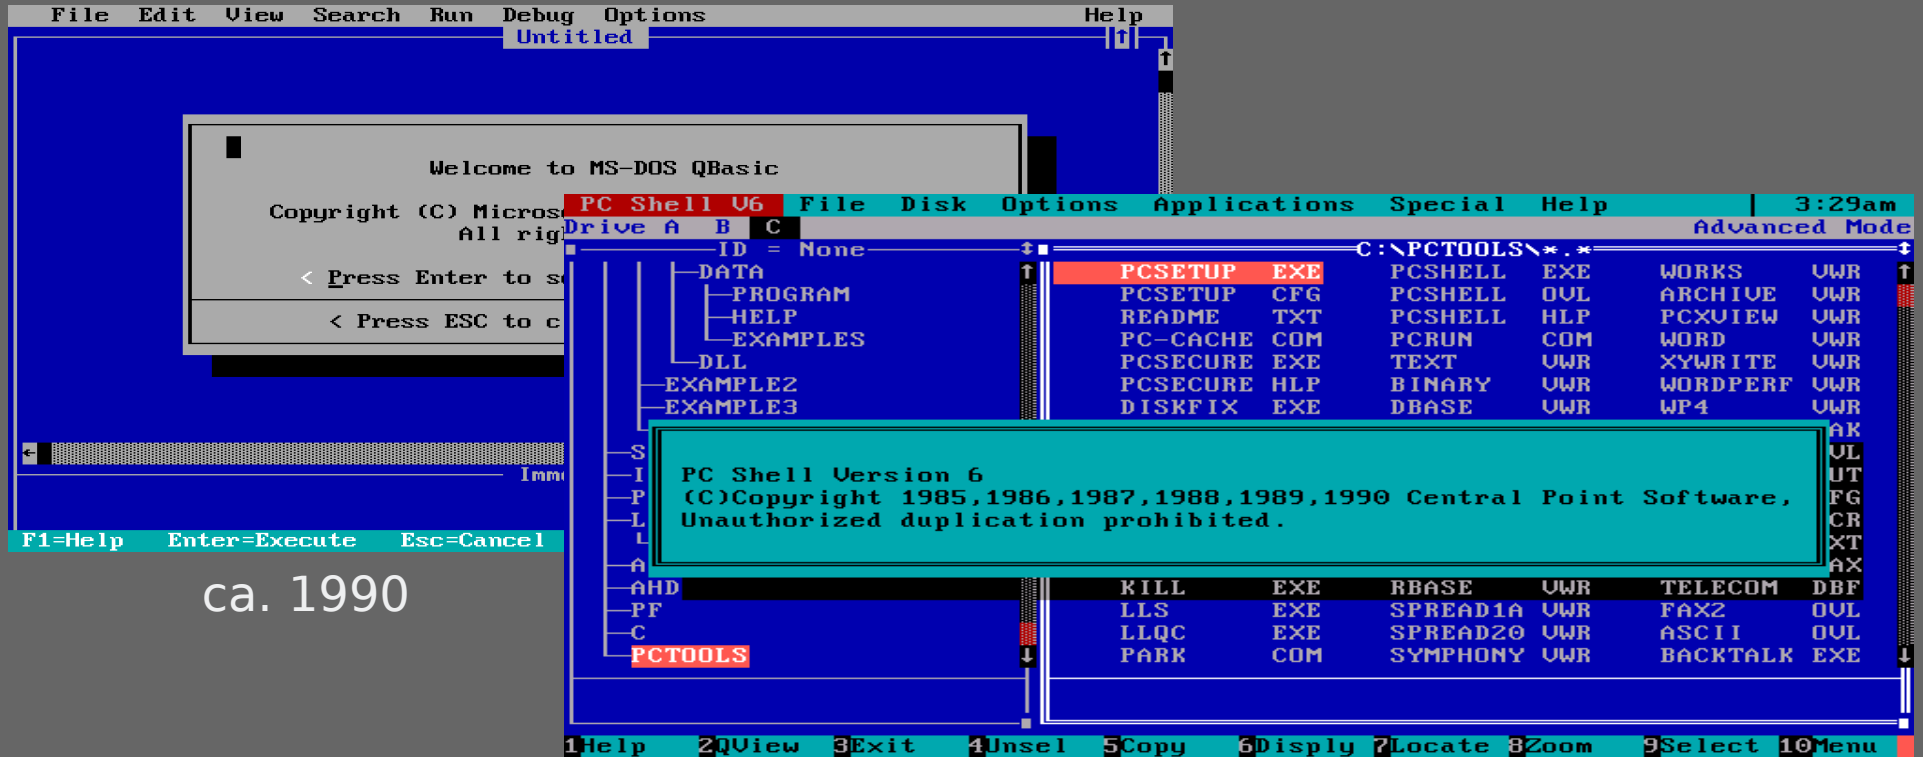 File Edit View Search Run Debug Options Help
Untitled
Welcome to MS-DOS QBasic
Copyright (C)
All
< Press Enter to
< Press ESC to
F1=Help Enter=Execute Esc=Cancel
ca. 1990
PC Shell V6 File Disk Options Applications Special Help 3:29am
Drive A B C Advanced Mode
ID = None
C:\PCTOOLS\*.*
DATA
PROGRAM
HELP
EXAMPLES
DLL
EXAMPLE2
EXAMPLE3
S
I
P
L
A
AHD
PF
C
PCTOOLS
PCSETUP EXE PCSHELL EXE WORKS VWR
PCSETUP CFG PCSHELL OVL ARCHIVE VWR
README TXT PCSHELL HLP PCXVIEW VWR
PC-CACHE COM PCRUN COM WORD VWR
PCSECURE EXE TEXT VWR XYWRITE VWR
PCSECURE HLP BINARY VWR WORDPERF VWR
DISKFIX EXE DBASE VWR WP4 VWR
PC Shell Version 6
(C)Copyright 1985,1986,1987,1988,1989,1990 Central Point Software,
Unauthorized duplication prohibited.
KILL EXE RBASE VWR TELECOM DBF
LLS EXE SPREAD1A VWR FAX2 OVL
LLQC EXE SPREAD20 VWR ASCII OVL
PARK COM SYMPHONY VWR BACKTALK EXE
1Help 2QView 3Exit 4Unsel 5Copy 6Disply 7Locate 8Zoom 9Select 10Menu